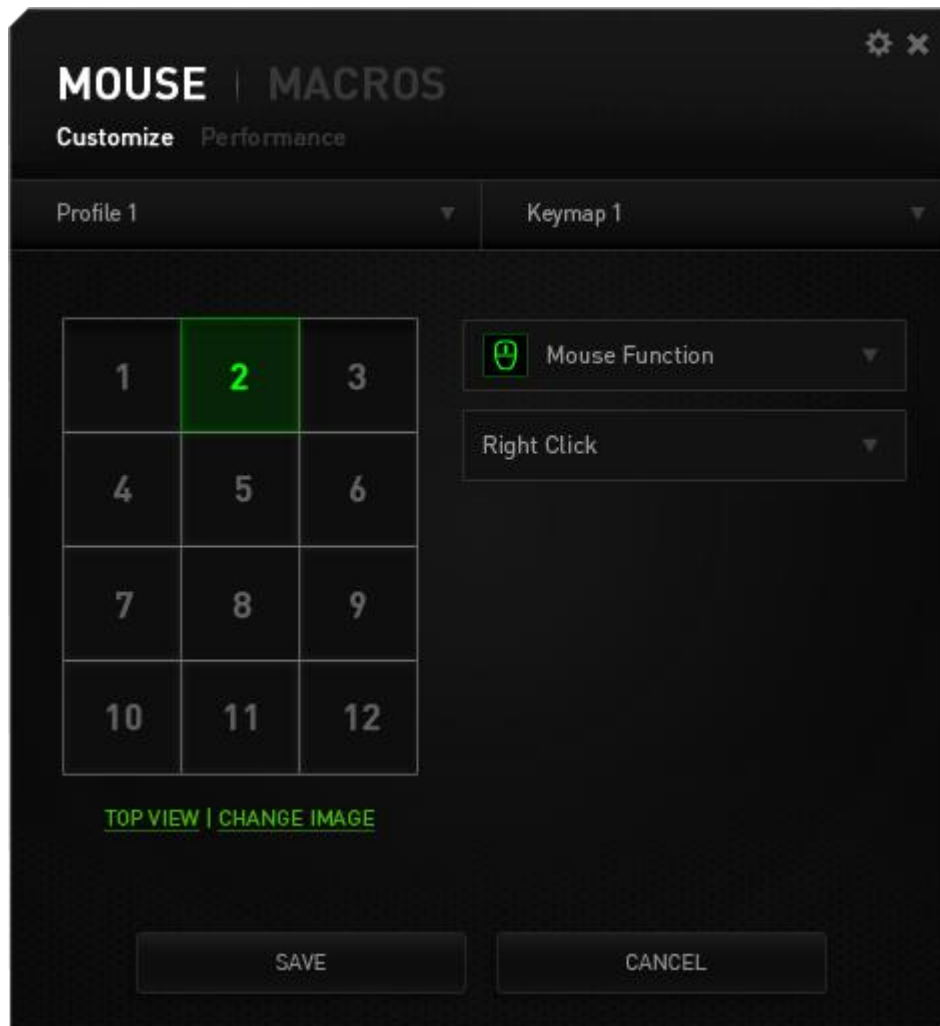 MOUSE | MACROS
Customize Performance
Profile 1 Keymap 1
1 2 3
4 5 6
7 8 9
10 11 12
Mouse Function
Right Click
TOP VIEW | CHANGE IMAGE
SAVE CANCEL